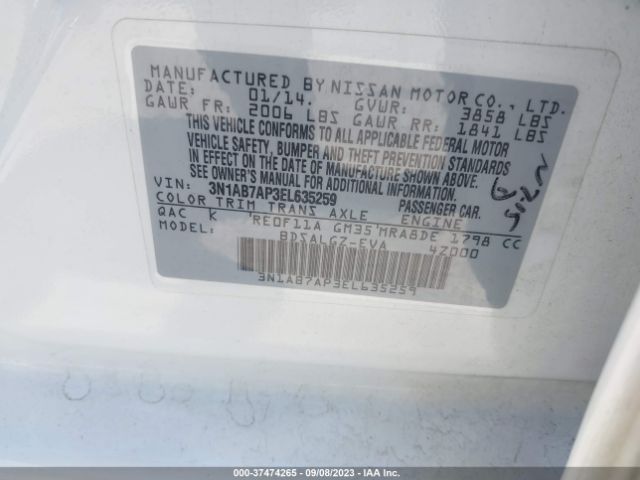 MANUFACTURED BY NISSAN MOTOR CO., LTD.
DATE: 01/14. GVWR: 3858 LBS
GAWR FR: 2006 LBS GAWR RR: 1841 LBS
THIS VEHICLE CONFORMS TO ALL APPLICABLE FEDERAL MOTOR
VEHICLE SAFETY, BUMPER AND THEFT PREVENTION STANDARDS
IN EFFECT ON THE DATE OF MANUFACTURE SHOWN ABOVE.
SEE OWNER'S MANUAL FOR ADDITIONAL INFORMATION
VIN: 3N1AB7AP3EL635259 PASSENGER CAR.
COLOR TRIM TRANS AXLE ENGINE
QAC K RE0F11A GM35 MRA8DE 1798 CC
MODEL: BDSALGZ-EVA 42000
3N1AB7AP3EL635259
000-37474265 - 09/08/2023 - IAAI.COM